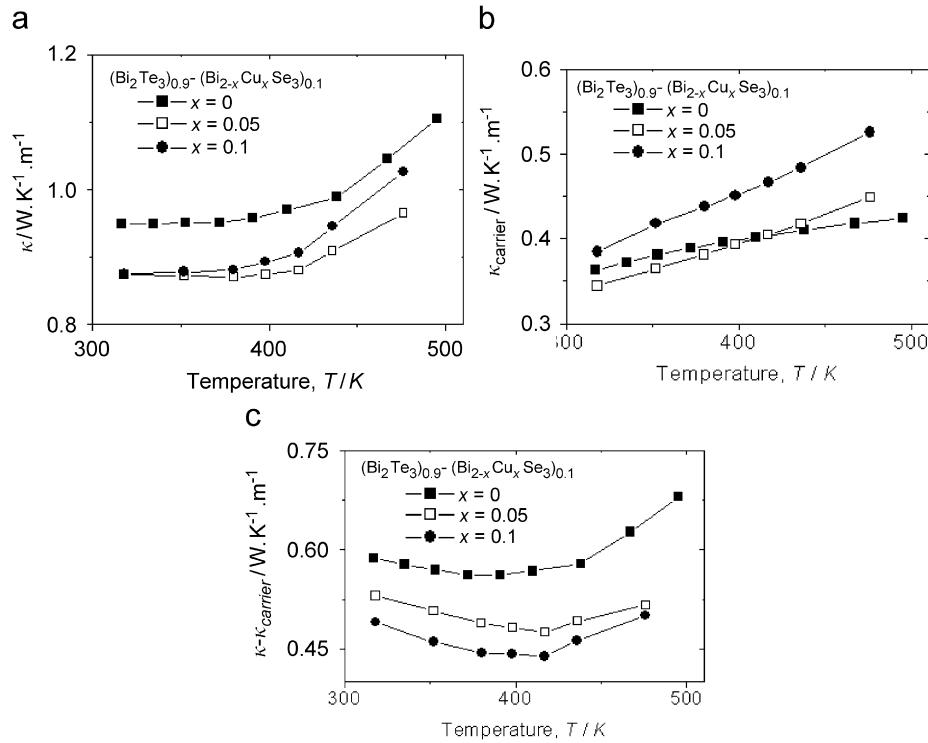 a
1.2
1.0
0.8
300
400
500
κ / W. K⁻¹ .m⁻¹
Temperature, T / K
(Bi₂Te₃)₀.₉- (Bi₂₋ₓCuₓSe₃)₀.₁
x = 0
x = 0.05
x = 0.1
b
0.6
0.5
0.4
0.3
300
400
500
κcarrier / W. K⁻¹ .m⁻¹
Temperature, T / K
(Bi₂Te₃)₀.₉- (Bi₂₋ₓCuₓSe₃)₀.₁
x = 0
x = 0.05
x = 0.1
c
0.75
0.60
0.45
300
400
500
κ-κcarrier / W. K⁻¹ .m⁻¹
Temperature, T / K
(Bi₂Te₃)₀.₉- (Bi₂₋ₓCuₓSe₃)₀.₁
x = 0
x = 0.05
x = 0.1